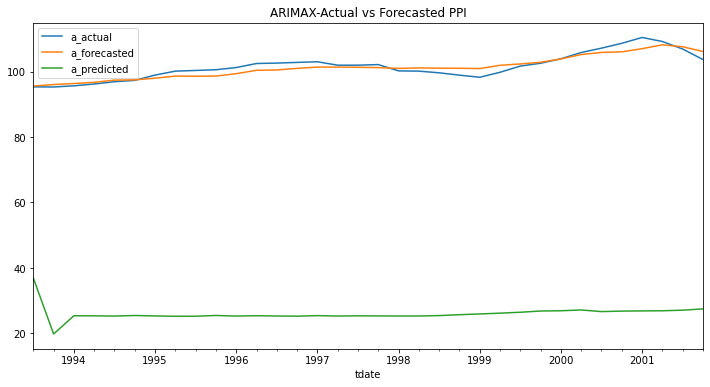 ARIMAX-Actual vs Forecasted PPI
a_actual
a_forecasted
a_predicted
100
80
60
40
20
1994 1995 1996 1997 1998 1999 2000 2001
tdate